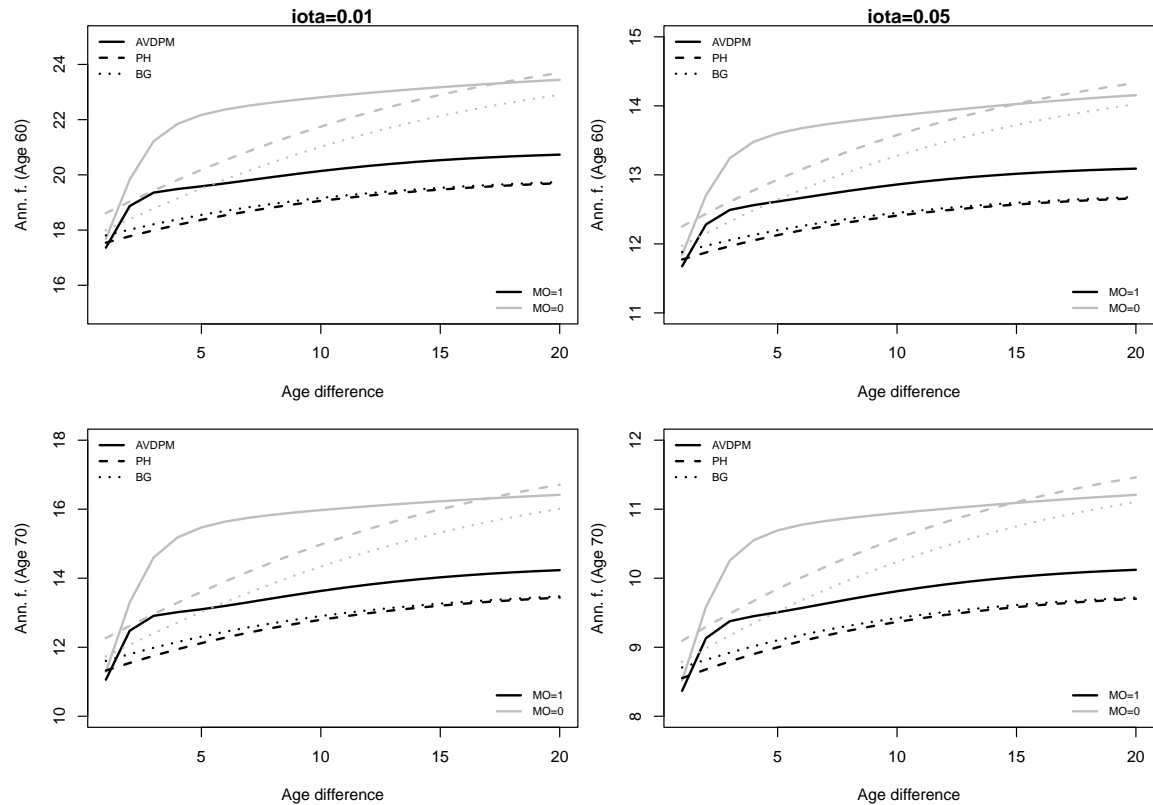 iota=0.01
AVDPM
PH
BG
Ann. f. (Age 60)
24
22
20
18
16
MO=1
MO=0
5
10
15
20
Age difference
iota=0.05
AVDPM
PH
BG
Ann. f. (Age 60)
15
14
13
12
11
MO=1
MO=0
5
10
15
20
Age difference
AVDPM
PH
BG
Ann. f. (Age 70)
18
16
14
12
10
MO=1
MO=0
5
10
15
20
Age difference
AVDPM
PH
BG
Ann. f. (Age 70)
12
11
10
9
8
MO=1
MO=0
5
10
15
20
Age difference